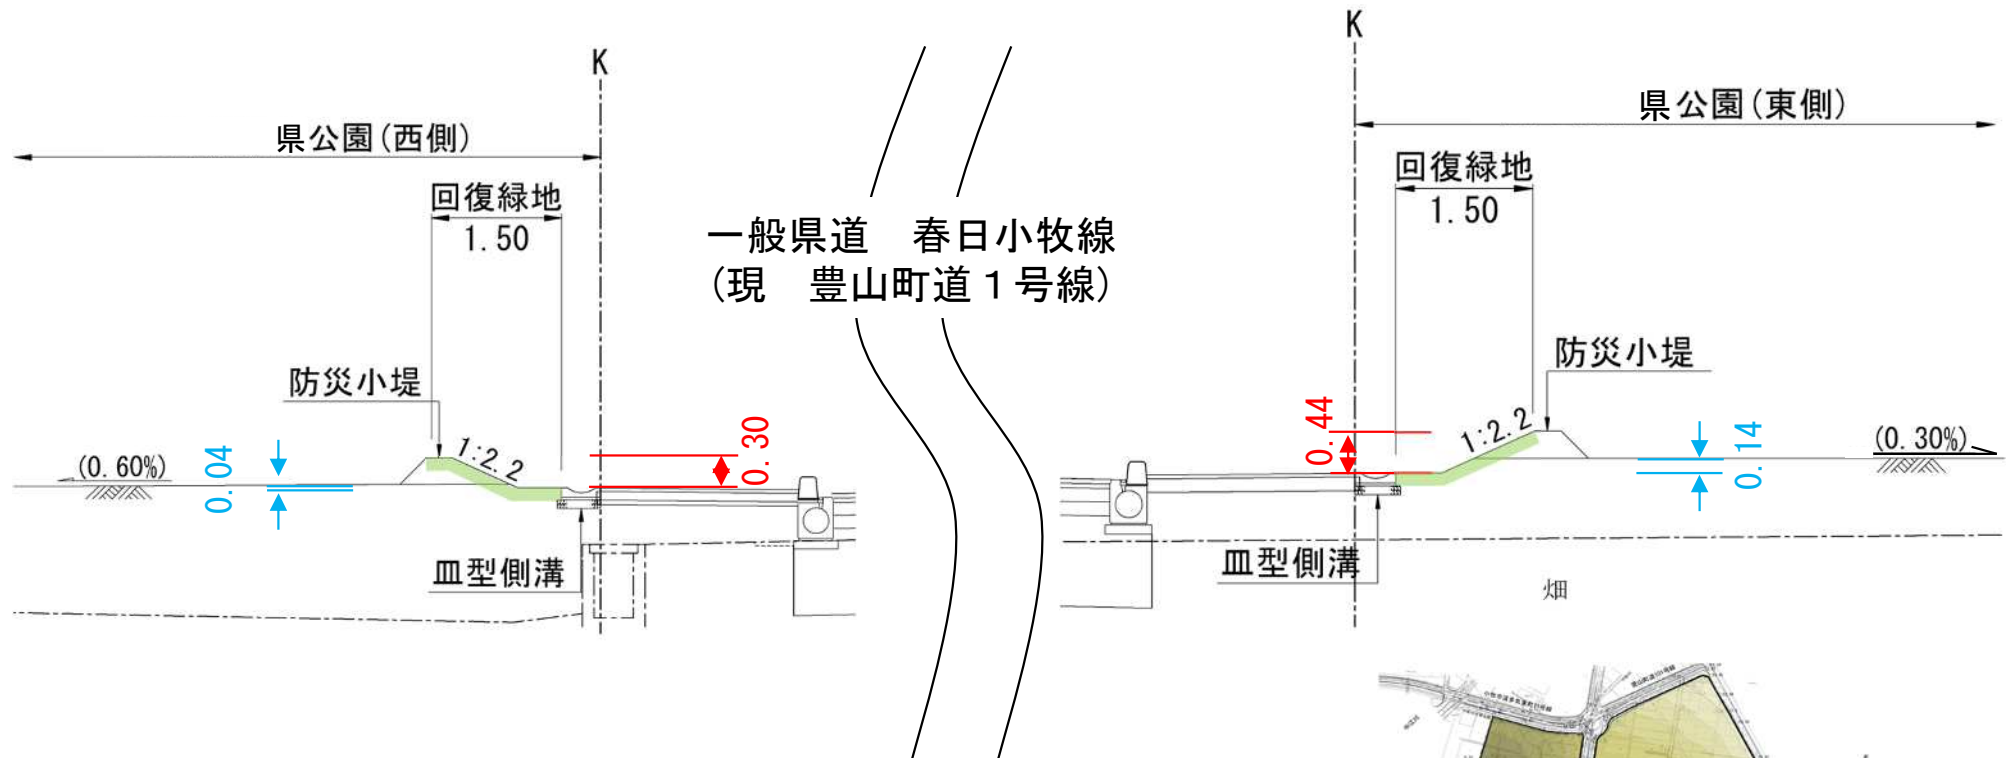 K
県公園(西側)
回復緑地
1.50
防災小堤
1:2.2
(0.60%)
0.04
0.30
皿型側溝
一般県道　春日小牧線
(現　豊山町道１号線)
K
県公園(東側)
回復緑地
1.50
防災小堤
0.44
1:2.2
0.14
(0.30%)
皿型側溝
畑